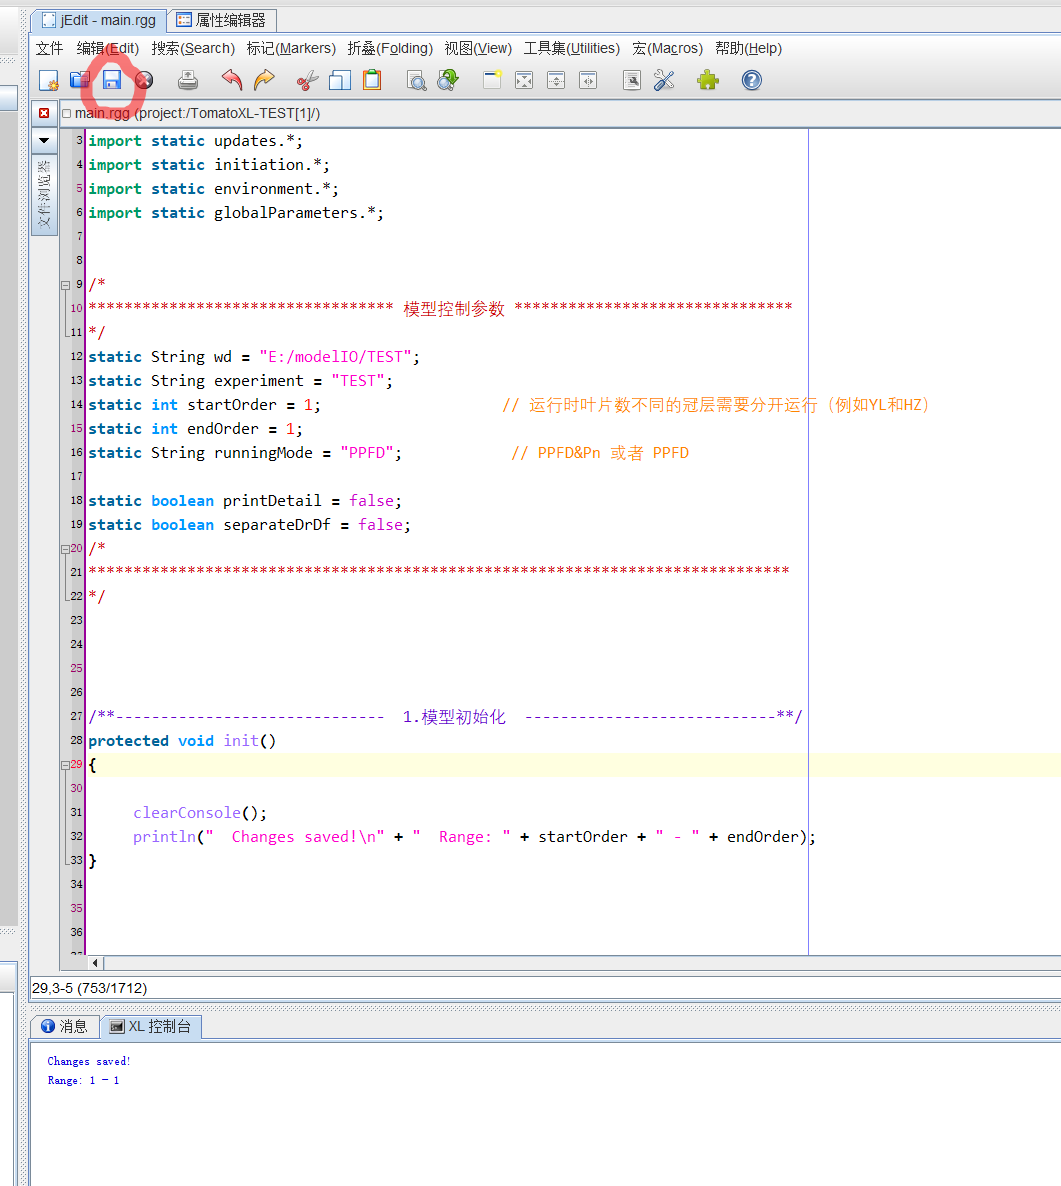 jEdit - main.rgg 属性编辑器
文件 编辑(Edit) 搜索(Search) 标记(Markers) 折叠(Folding) 视图(View) 工具集(Utilities) 宏(Macros) 帮助(Help)
main.rgg (project:/TomatoXL-TEST[1]/)
文件浏览器
3 import static updates.*;
4 import static initiation.*;
5 import static environment.*;
6 import static globalParameters.*;
7
8
9 /*
10 ********************************** 模型控制参数 *******************************
11 */
12 static String wd = "E:/modelIO/TEST";
13 static String experiment = "TEST";
14 static int startOrder = 1; // 运行时叶片数不同的冠层需要分开运行（例如YL和HZ）
15 static int endOrder = 1;
16 static String runningMode = "PPFD"; // PPFD&Pn 或者 PPFD
17
18 static boolean printDetail = false;
19 static boolean separateDrDf = false;
20 /*
21 ******************************************************************************
22 */
23
24
25
26
27 /**------------------------------ 1.模型初始化 ----------------------------**/
28 protected void init()
29 {
30
31 clearConsole();
32 println("  Changes saved!\n" + "  Range: " + startOrder + " - " + endOrder);
33 }
34
35
36
29,3-5 (753/1712)
消息 XL 控制台
Changes saved!
Range: 1 - 1